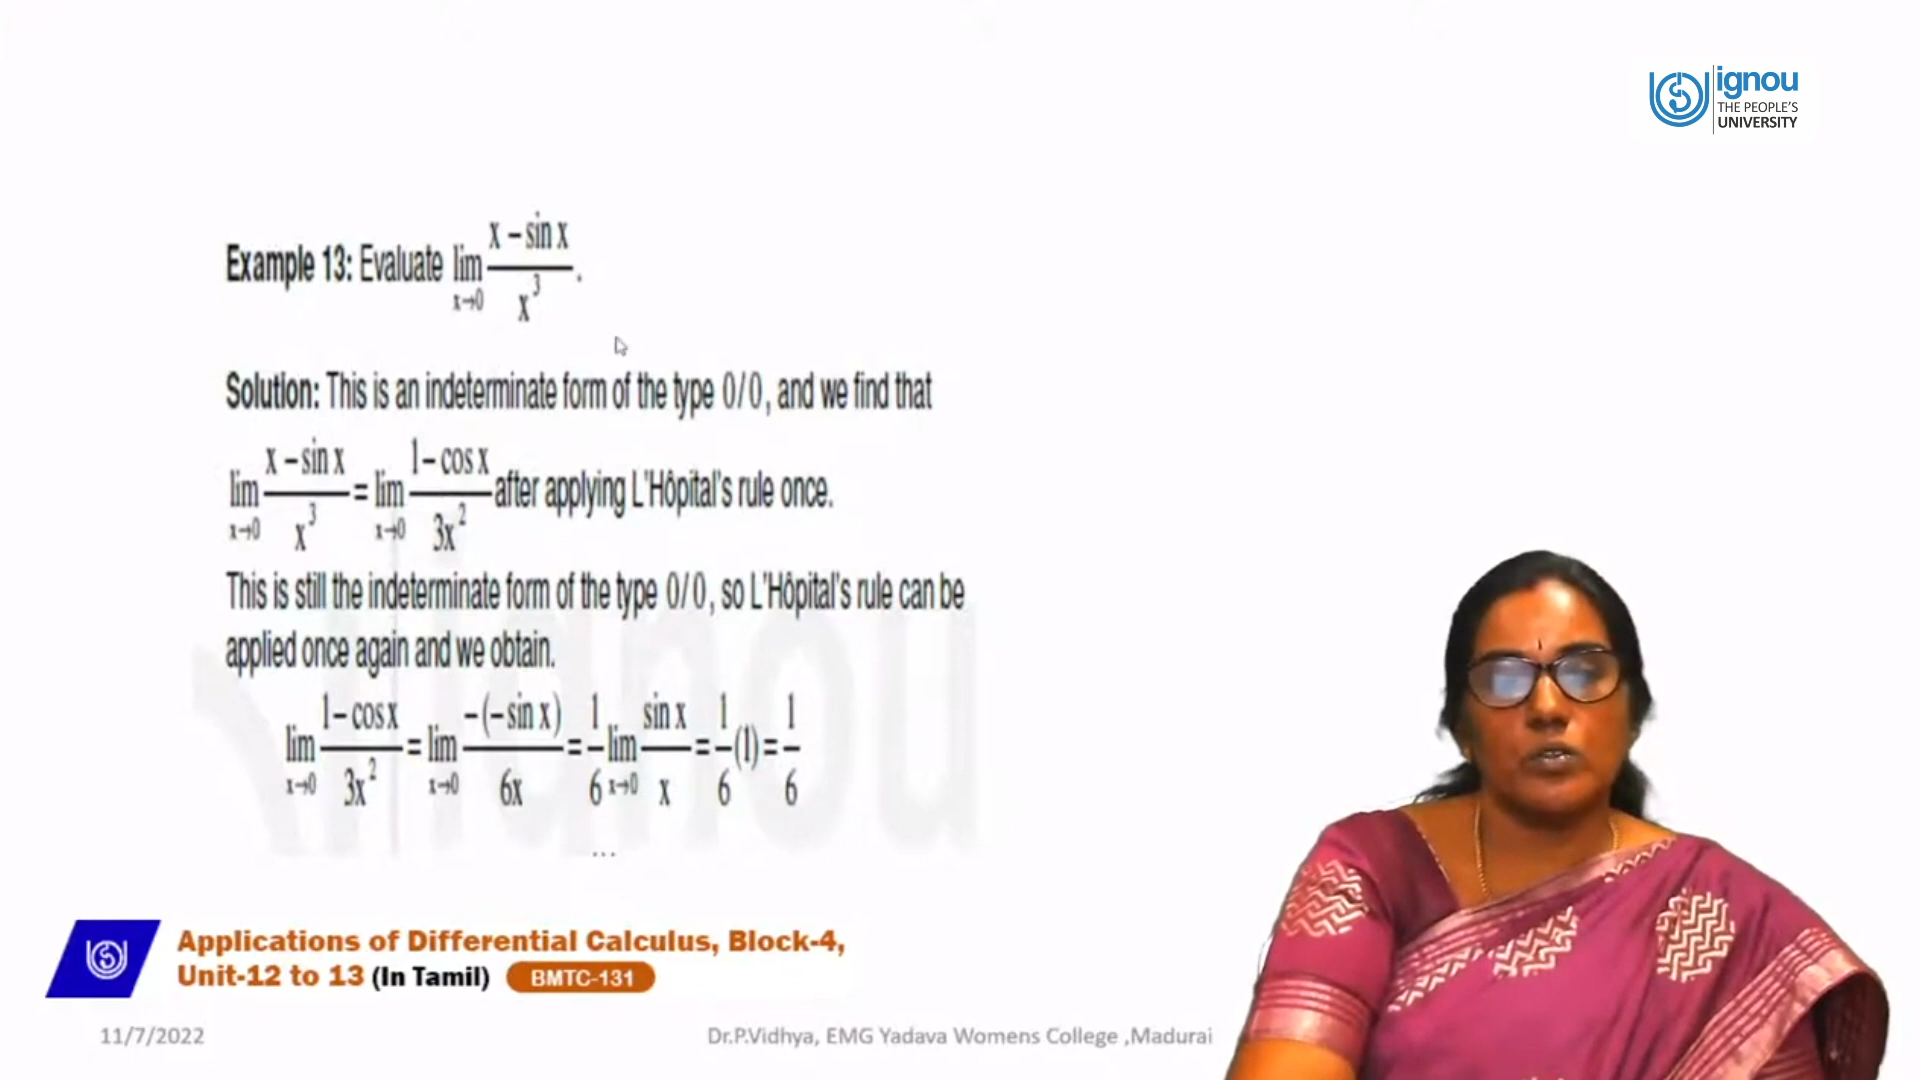 ignou
THE PEOPLE'S
UNIVERSITY
Example 13: Evaluate lim x→0 (x – sin x)/x³.
Solution: This is an indeterminate form of the type 0/0, and we find that
lim x→0 (x – sin x)/x³ = lim x→0 (1 – cos x)/3x² after applying L'Hôpital's rule once.
This is still the indeterminate form of the type 0/0, so L'Hôpital's rule can be
applied once again and we obtain.
lim x→0 (1 – cos x)/3x² = lim x→0 –(–sin x)/6x = 1/6 lim x→0 sin x/x = 1/6 (1) = 1/6
...
ignou
Applications of Differential Calculus, Block-4,
Unit-12 to 13 (In Tamil) BMTC-131
11/7/2022 Dr.P.Vidhya, EMG Yadava Womens College ,Madurai